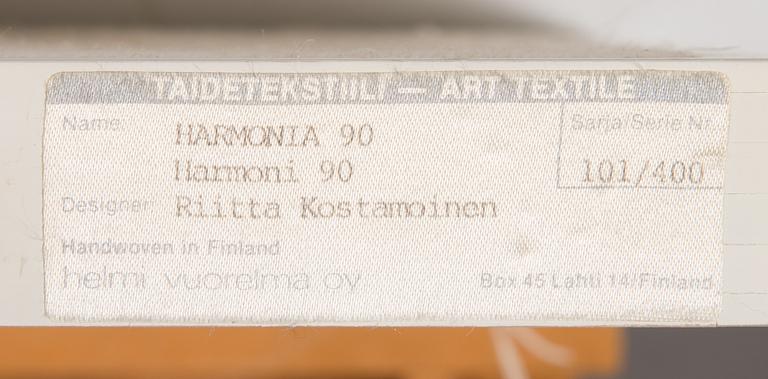 TAIDETEKSTIILI — ART TEXTILE
Name: HARMONIA 90
Sarja/Serie Nr.
Harmoni 90
101/400
Designer: Riitta Kostamoinen
Handwoven in Finland
helmi vuorelma oy
Box 45 Lahti 14/Finland